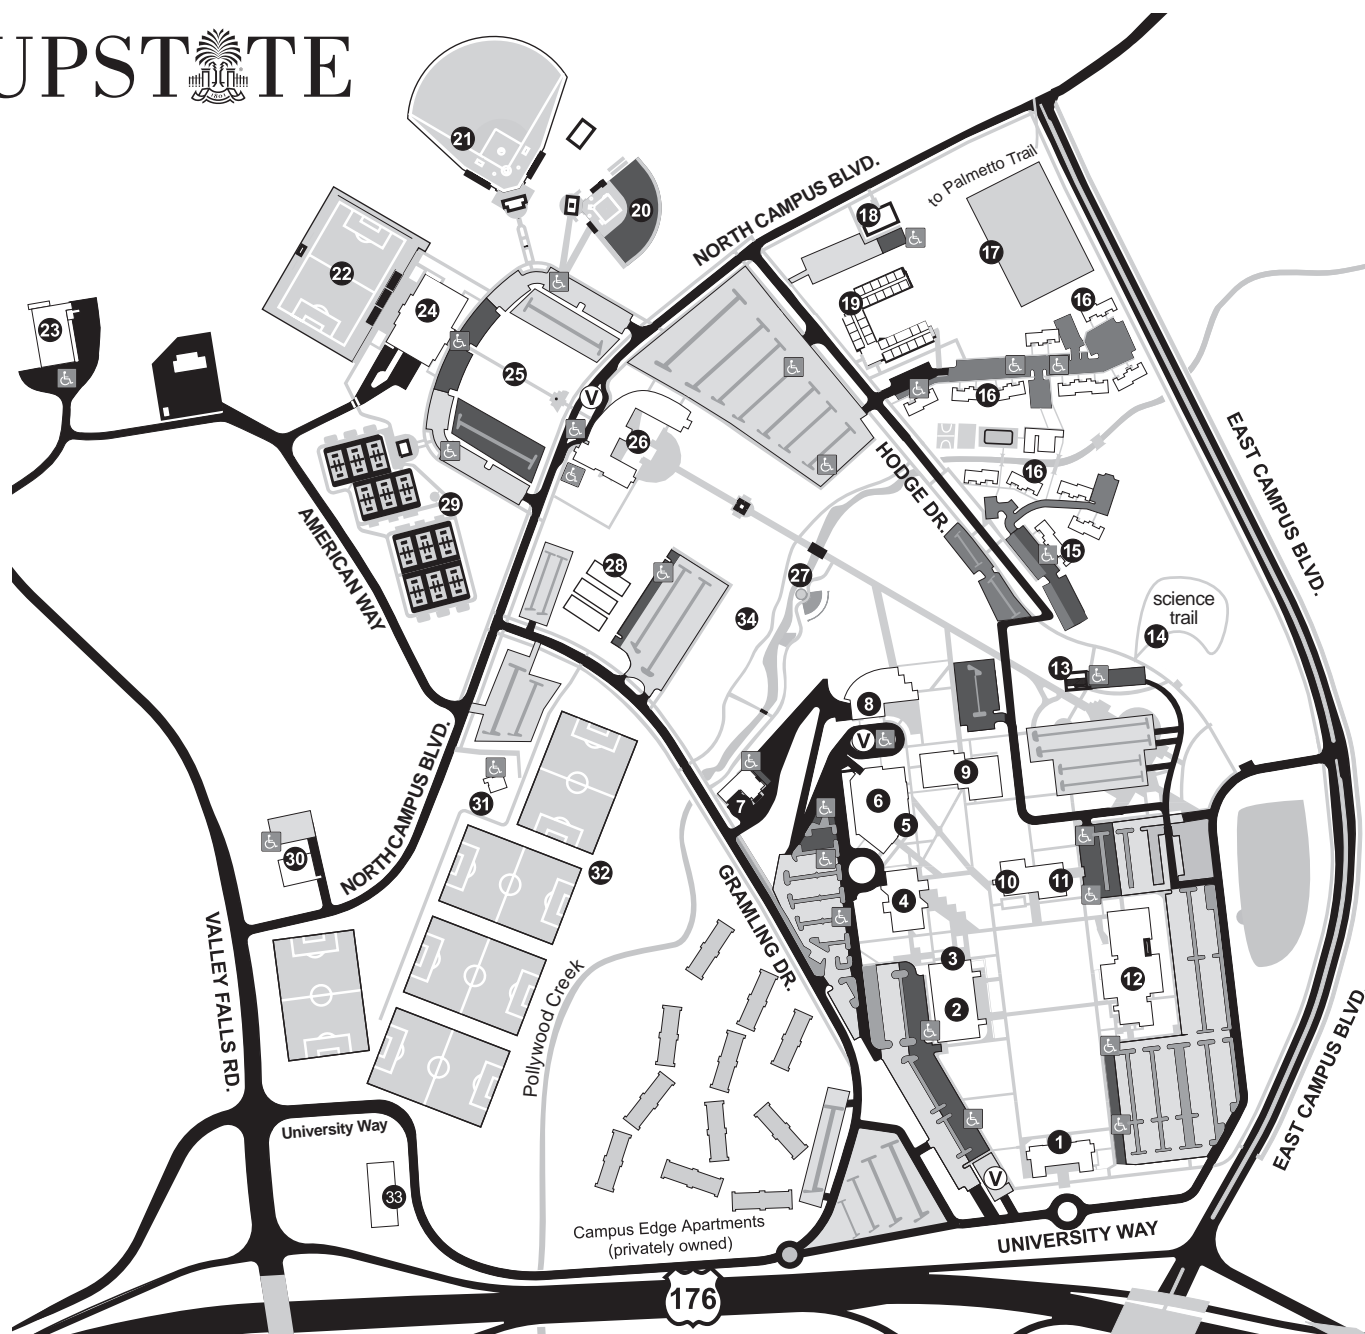 UPSTATE
21
20
NORTH CAMPUS BLVD.
to Palmetto Trail
18
17
22
23
24
19
16
25
V
16
26
EAST CAMPUS BLVD.
HODGE DR.
16
29
AMERICAN WAY
15
28
27
34
science
trail
14
13
8
V
9
NORTH CAMPUS BLVD.
31
7
6
5
32
30
GRAMLING DR.
10
11
4
VALLEY FALLS RD.
3
12
2
Pollywood Creek
EAST CAMPUS BLVD.
University Way
1
V
33
Campus Edge Apartments
(privately owned)
UNIVERSITY WAY
176